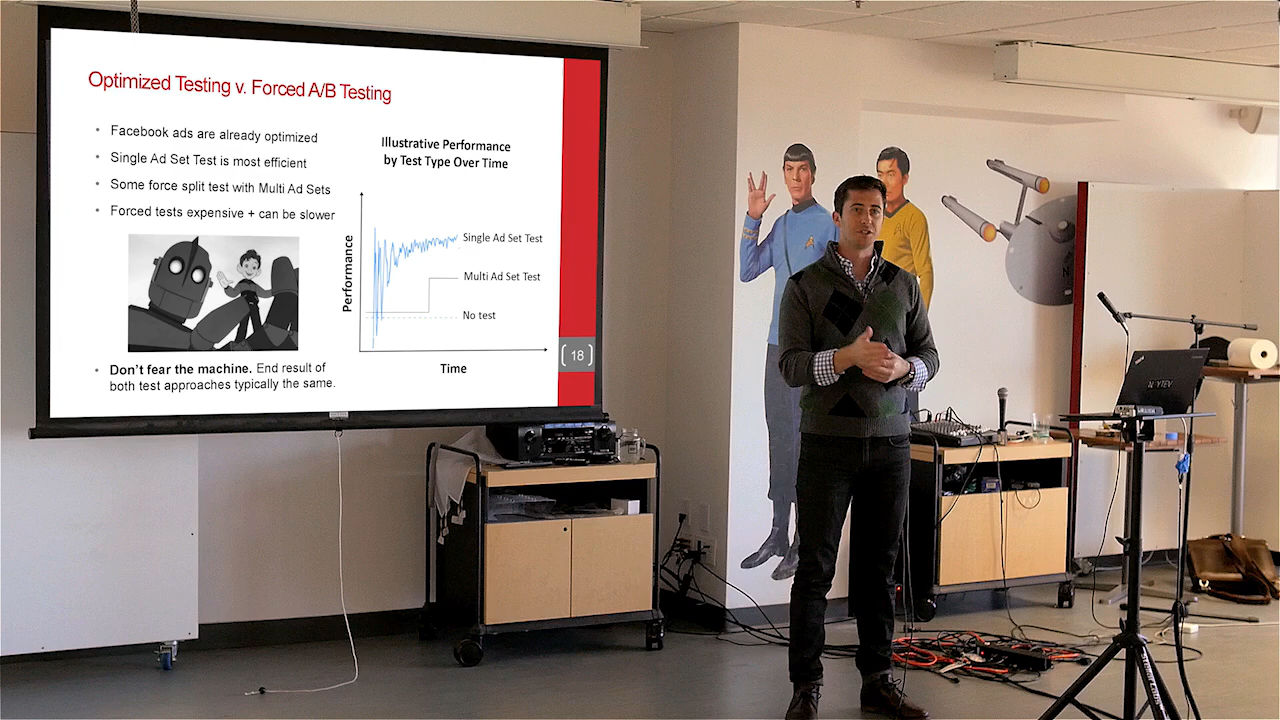 Optimized Testing v. Forced A/B Testing
• Facebook ads are already optimized
• Single Ad Set Test is most efficient
• Some force split test with Multi Ad Sets
• Forced tests expensive + can be slower
Illustrative Performance
by Test Type Over Time
Performance
Single Ad Set Test
Multi Ad Set Test
No test
Time
18
• Don't fear the machine. End result of
both test approaches typically the same.